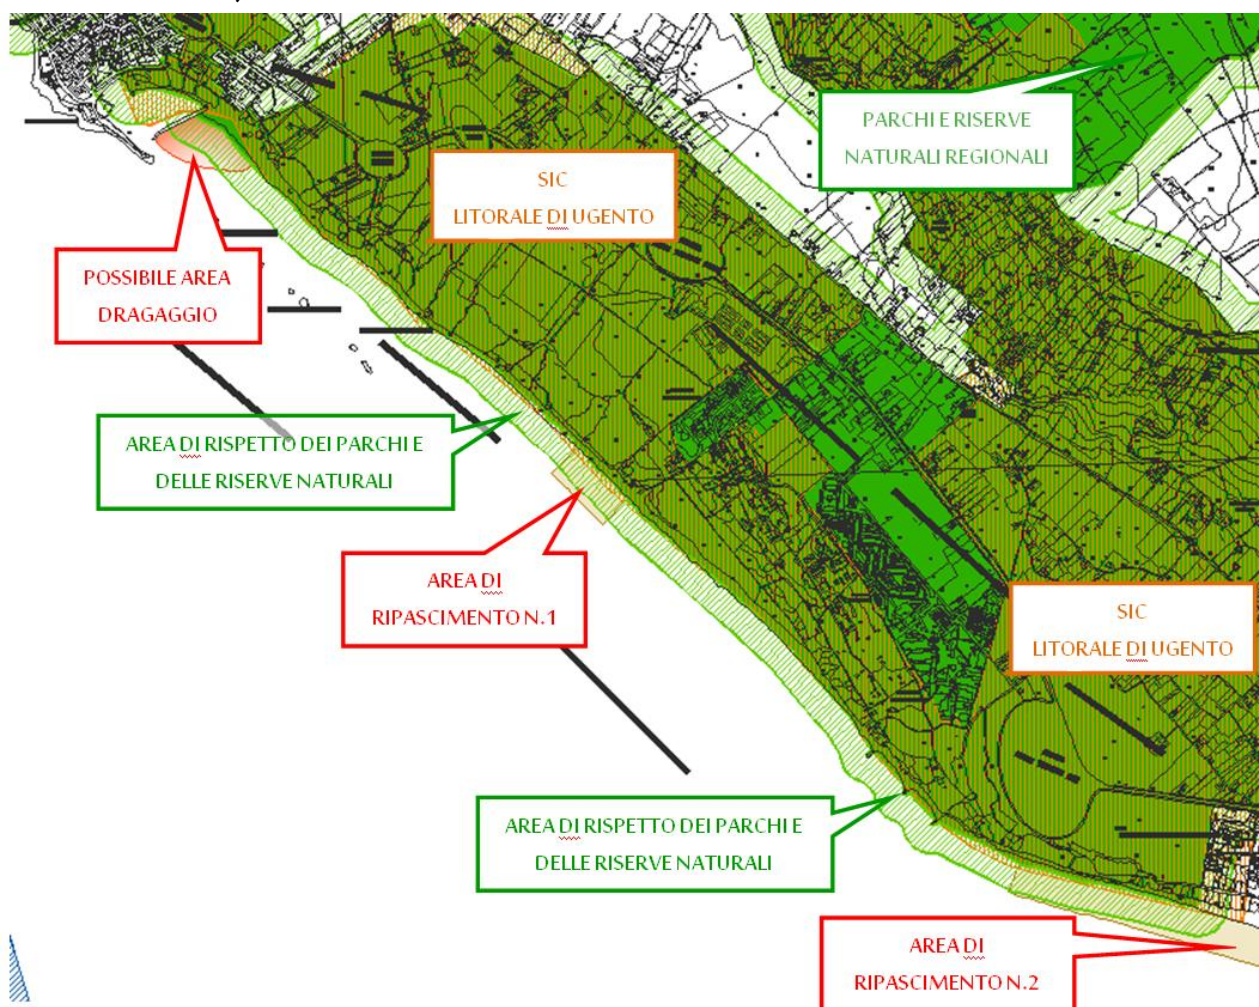 PARCHI E RISERVE
NATURALI REGIONALI
SIC
LITORALE DI UGENTO
POSSIBILE AREA
DRAGAGGIO
AREA DI RISPETTO DEI PARCHI E
DELLE RISERVE NATURALI
AREA DI
RIPASCIMENTO N.1
SIC
LITORALE DI UGENTO
AREA DI RISPETTO DEI PARCHI E
DELLE RISERVE NATURALI
AREA DI
RIPASCIMENTO N.2